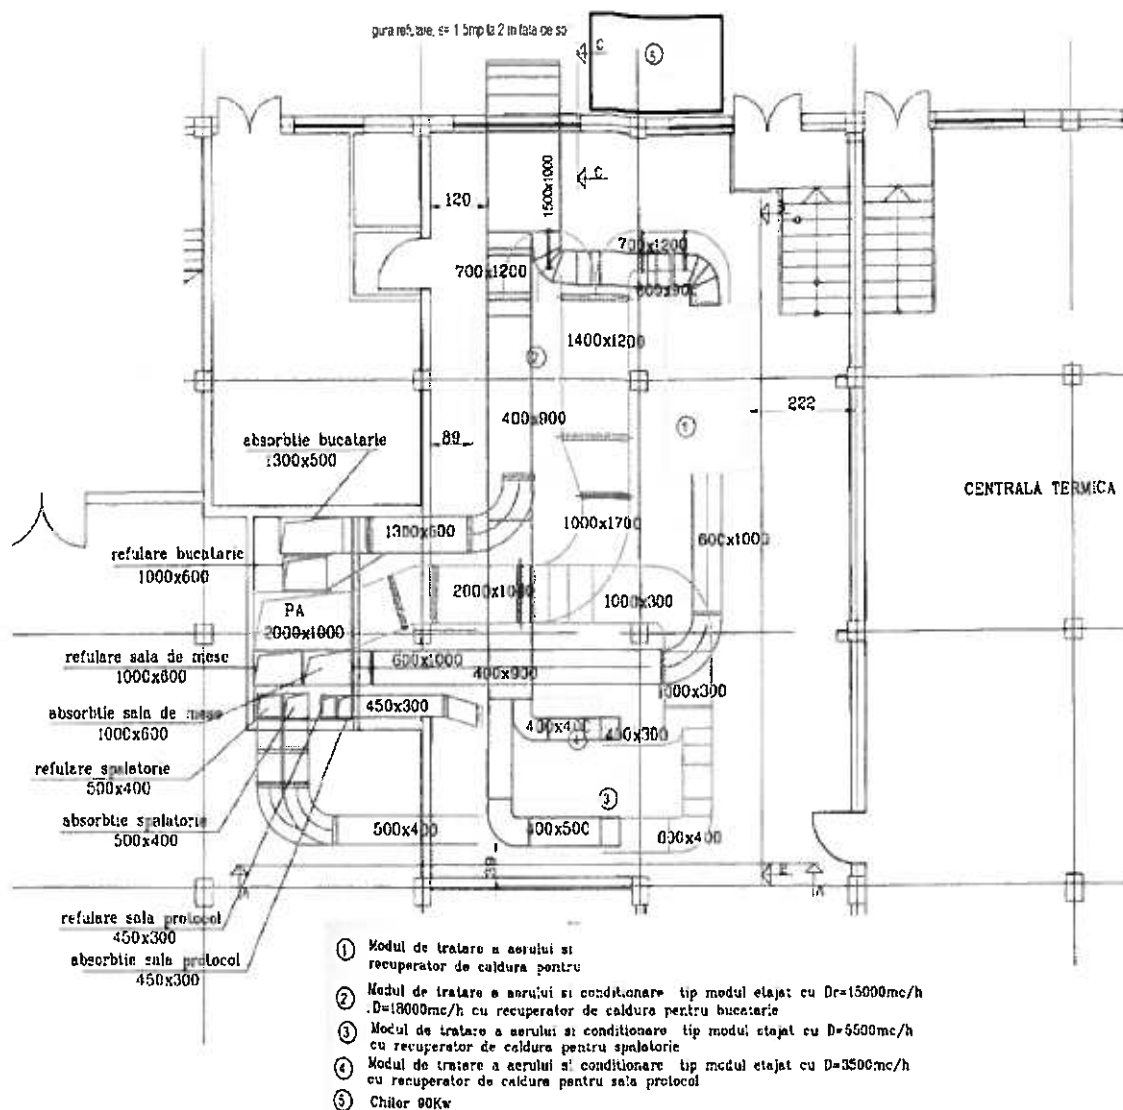 gura refulare, s= 1.5mp la 2 m fata de
C
5
C
120
1500x1000
700x1200
700x1200
1400x1200
2
400x900
222
1
89
absorbtie bucatarie
1300x500
CENTRALA TERMICA
1300x600
1000x1700
600x1000
refulare bucatarie
1000x600
2000x1000
1000x300
PA
2000x1000
refulare sala de mese
1000x600
600x1000
400x900
1000x300
absorbtie sala de mese
1000x600
450x300
400x400
450x300
4
refulare spalatorie
500x400
3
absorbtie spalatorie
500x400
500x400
400x500
600x400
refulare sala protocol
450x300
absorbtie sala protocol
450x300
1 Modul de tratare a aerului si
recuperator de caldura pentru
2 Modul de tratare a aerului si conditionare tip modul etajat cu Dr=15000mc/h
.D=18000mc/h cu recuperator de caldura pentru bucatarie
3 Modul de tratare a aerului si conditionare tip modul etajat cu D=5500mc/h
cu recuperator de caldura pentru spalatorie
4 Modul de tratare a aerului si conditionare tip modul etajat cu D=3500mc/h
cu recuperator de caldura pentru sala protocol
5 Chiler 90Kw